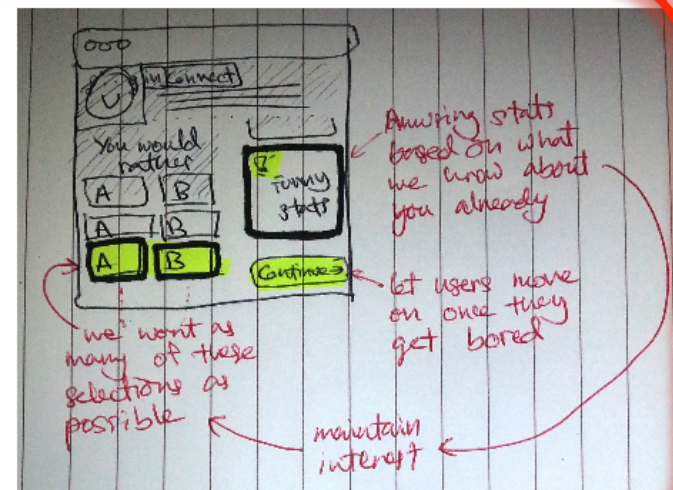 in Connect
You would
rather
A B
A B
A B
Funny
stats
Continue →
Amusing stats
based on what
we know about
you already
let users move
on once they
get bored
we want as
many of these
selections as
possible
maintain
interest